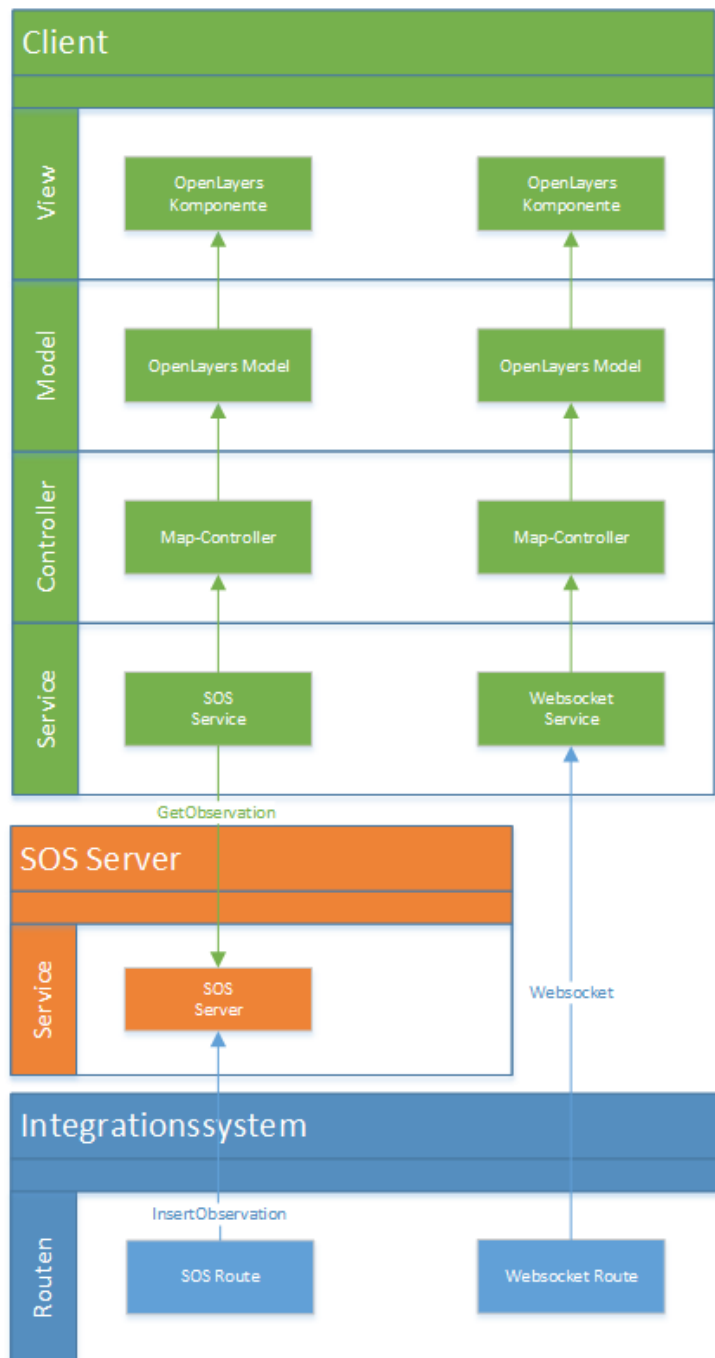 Client
View
OpenLayers
Komponente
OpenLayers
Komponente
Model
OpenLayers Model
OpenLayers Model
Controller
Map-Controller
Map-Controller
Service
SOS
Service
Websocket
Service
GetObservation
SOS Server
Service
SOS
Server
Websocket
Integrationssystem
InsertObservation
Routen
SOS Route
Websocket Route